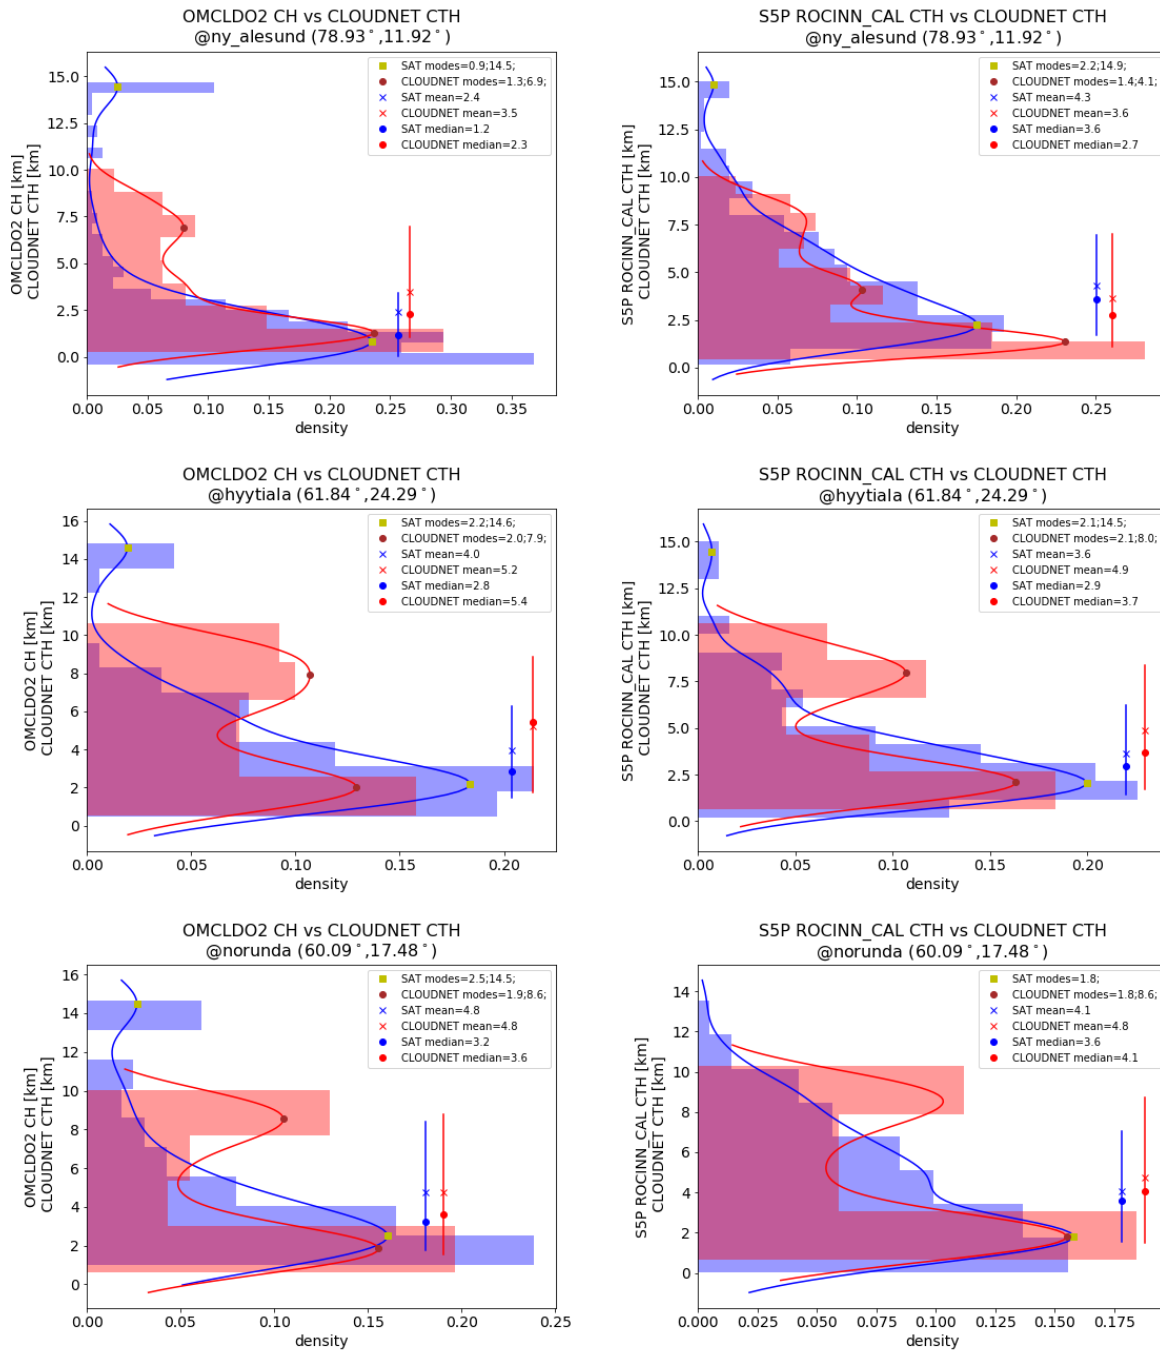 OMCLDO2 CH vs CLOUDNET CTH
@ny_alesund (78.93°,11.92°)
SAT modes=0.9;14.5;
CLOUDNET modes=1.3;6.9;
SAT mean=2.4
CLOUDNET mean=3.5
SAT median=1.2
CLOUDNET median=2.3
15.0
12.5
10.0
7.5
5.0
2.5
0.0
OMCLDO2 CH [km]
CLOUDNET CTH [km]
0.00 0.05 0.10 0.15 0.20 0.25 0.30 0.35
density
S5P ROCINN_CAL CTH vs CLOUDNET CTH
@ny_alesund (78.93°,11.92°)
SAT modes=2.2;14.9;
CLOUDNET modes=1.4;4.1;
SAT mean=4.3
CLOUDNET mean=3.6
SAT median=3.6
CLOUDNET median=2.7
15.0
12.5
10.0
7.5
5.0
2.5
0.0
S5P ROCINN_CAL CTH [km]
CLOUDNET CTH [km]
0.00 0.05 0.10 0.15 0.20 0.25
density
OMCLDO2 CH vs CLOUDNET CTH
@hyytiala (61.84°,24.29°)
SAT modes=2.2;14.6;
CLOUDNET modes=2.0;7.9;
SAT mean=4.0
CLOUDNET mean=5.2
SAT median=2.8
CLOUDNET median=5.4
16
14
12
10
8
6
4
2
0
OMCLDO2 CH [km]
CLOUDNET CTH [km]
0.00 0.05 0.10 0.15 0.20
density
S5P ROCINN_CAL CTH vs CLOUDNET CTH
@hyytiala (61.84°,24.29°)
SAT modes=2.1;14.5;
CLOUDNET modes=2.1;8.0;
SAT mean=3.6
CLOUDNET mean=4.9
SAT median=2.9
CLOUDNET median=3.7
15.0
12.5
10.0
7.5
5.0
2.5
0.0
S5P ROCINN_CAL CTH [km]
CLOUDNET CTH [km]
0.00 0.05 0.10 0.15 0.20
density
OMCLDO2 CH vs CLOUDNET CTH
@norunda (60.09°,17.48°)
SAT modes=2.5;14.5;
CLOUDNET modes=1.9;8.6;
SAT mean=4.8
CLOUDNET mean=4.8
SAT median=3.2
CLOUDNET median=3.6
16
14
12
10
8
6
4
2
0
OMCLDO2 CH [km]
CLOUDNET CTH [km]
0.00 0.05 0.10 0.15 0.20 0.25
density
S5P ROCINN_CAL CTH vs CLOUDNET CTH
@norunda (60.09°,17.48°)
SAT modes=1.8;
CLOUDNET modes=1.8;8.6;
SAT mean=4.1
CLOUDNET mean=4.8
SAT median=3.6
CLOUDNET median=4.1
14
12
10
8
6
4
2
0
S5P ROCINN_CAL CTH [km]
CLOUDNET CTH [km]
0.000 0.025 0.050 0.075 0.100 0.125 0.150 0.175
density